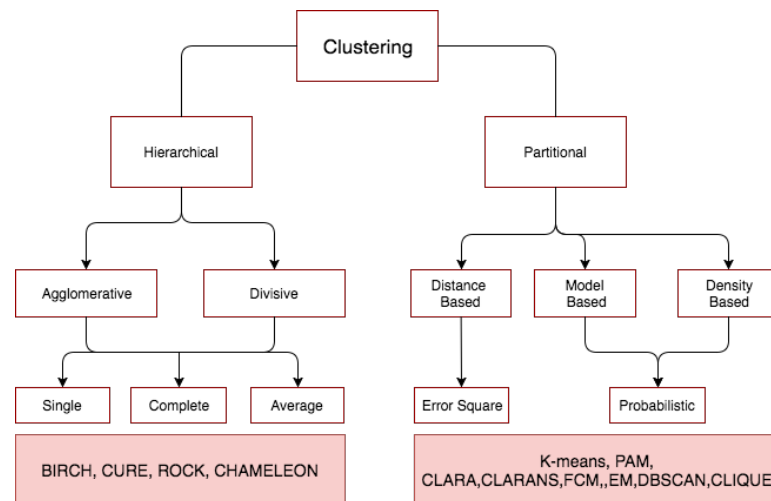 Clustering
Hierarchical
Partitional
Agglomerative
Divisive
Distance
Based
Model
Based
Density
Based
Single
Complete
Average
Error Square
Probabilistic
BIRCH, CURE, ROCK, CHAMELEON
K-means, PAM,
CLARA,CLARANS,FCM,,EM,DBSCAN,CLIQUE